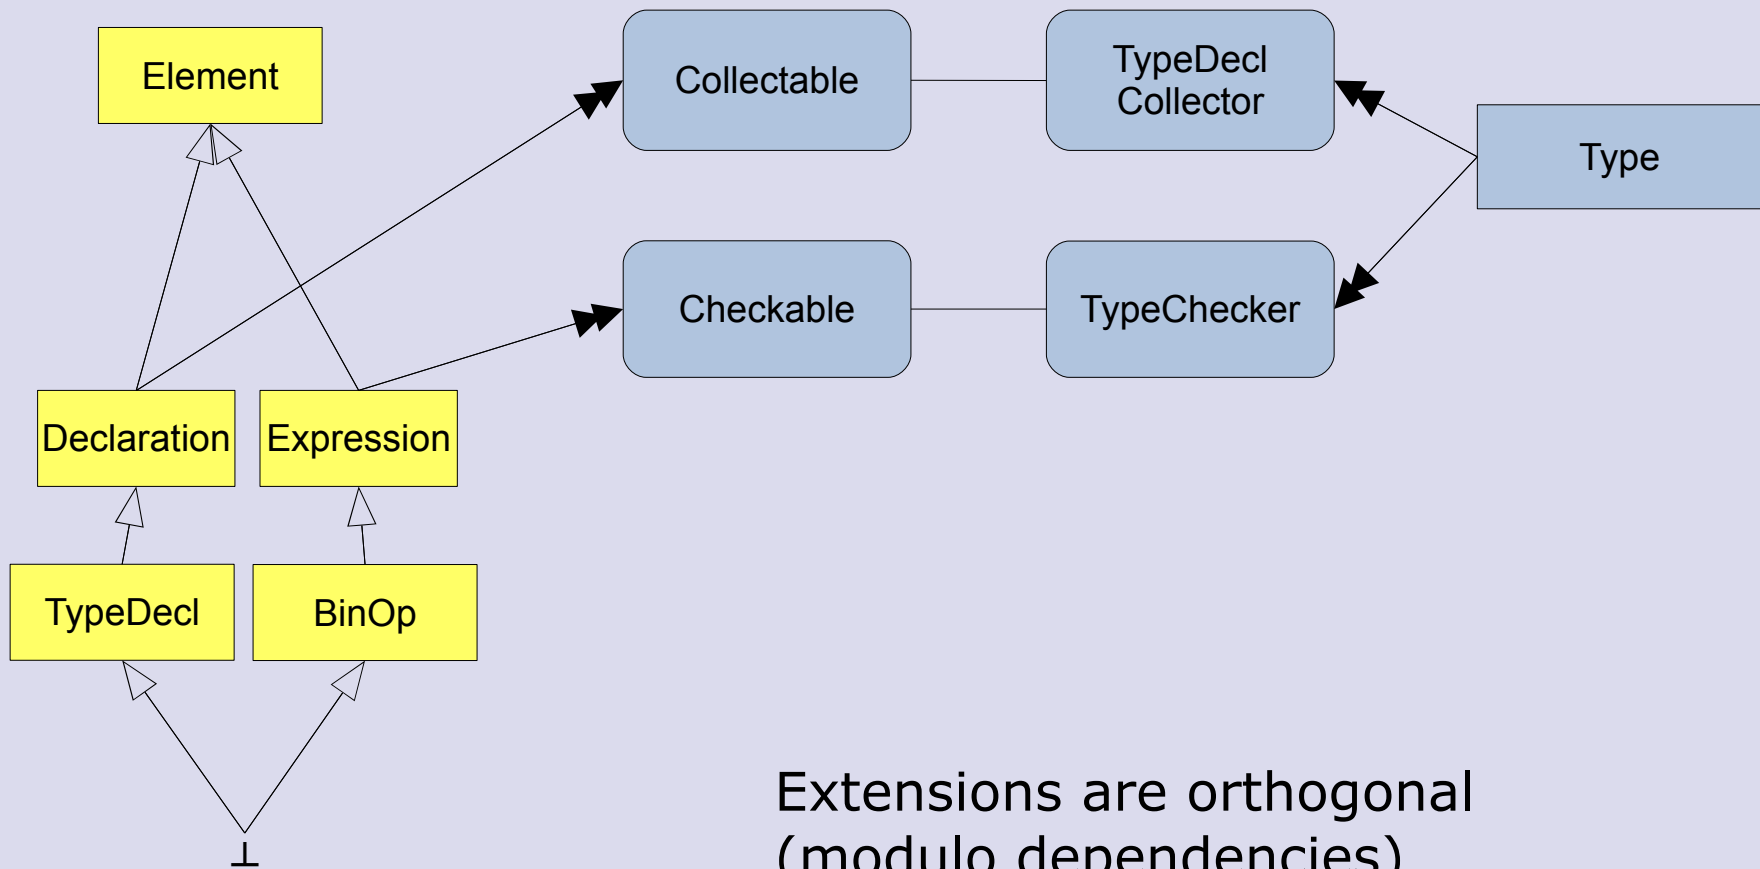 Element
Collectable
TypeDecl
Collector
Type
Checkable
TypeChecker
Declaration
Expression
TypeDecl
BinOp
⊥
Extensions are orthogonal
(modulo dependencies)